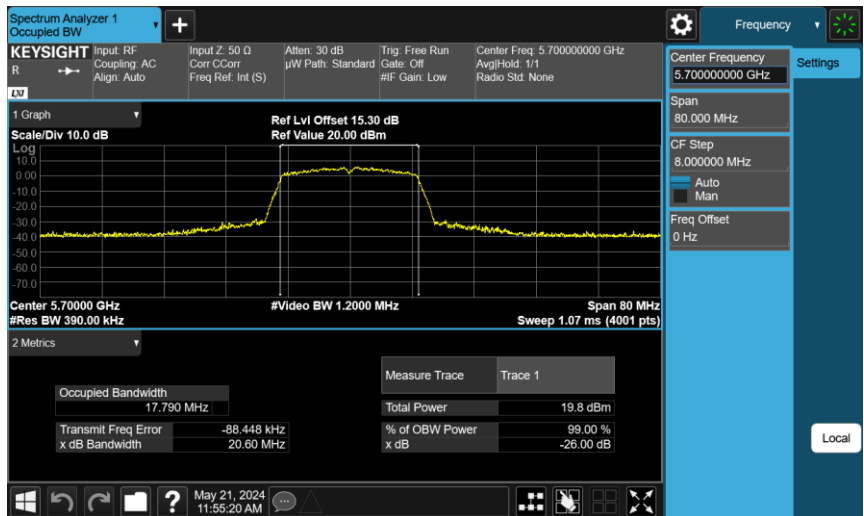 Spectrum Analyzer 1
Occupied BW
+
Frequency
KEYSIGHT
R
LXI
Input: RF
Coupling: AC
Align: Auto
Input Z: 50 Ω
Corr CCorr
Freq Ref: Int (S)
Atten: 30 dB
µW Path: Standard
Trig: Free Run
Gate: Off
#IF Gain: Low
Center Freq: 5.700000000 GHz
Avg|Hold: 1/1
Radio Std: None
Center Frequency
5.700000000 GHz
Settings
Span
80.000 MHz
CF Step
8.000000 MHz
Auto
Man
Freq Offset
0 Hz
Local
1 Graph
Scale/Div 10.0 dB
Ref Lvl Offset 15.30 dB
Ref Value 20.00 dBm
Log
10.0
0.00
-10.0
-20.0
-30.0
-40.0
-50.0
-60.0
-70.0
Center 5.70000 GHz
#Video BW 1.2000 MHz
Span 80 MHz
#Res BW 390.00 kHz
Sweep 1.07 ms (4001 pts)
2 Metrics
Measure Trace Trace 1
Occupied Bandwidth
17.790 MHz
Total Power 19.8 dBm
Transmit Freq Error -88.448 kHz
% of OBW Power 99.00 %
x dB Bandwidth 20.60 MHz
x dB -26.00 dB
?
May 21, 2024
11:55:20 AM